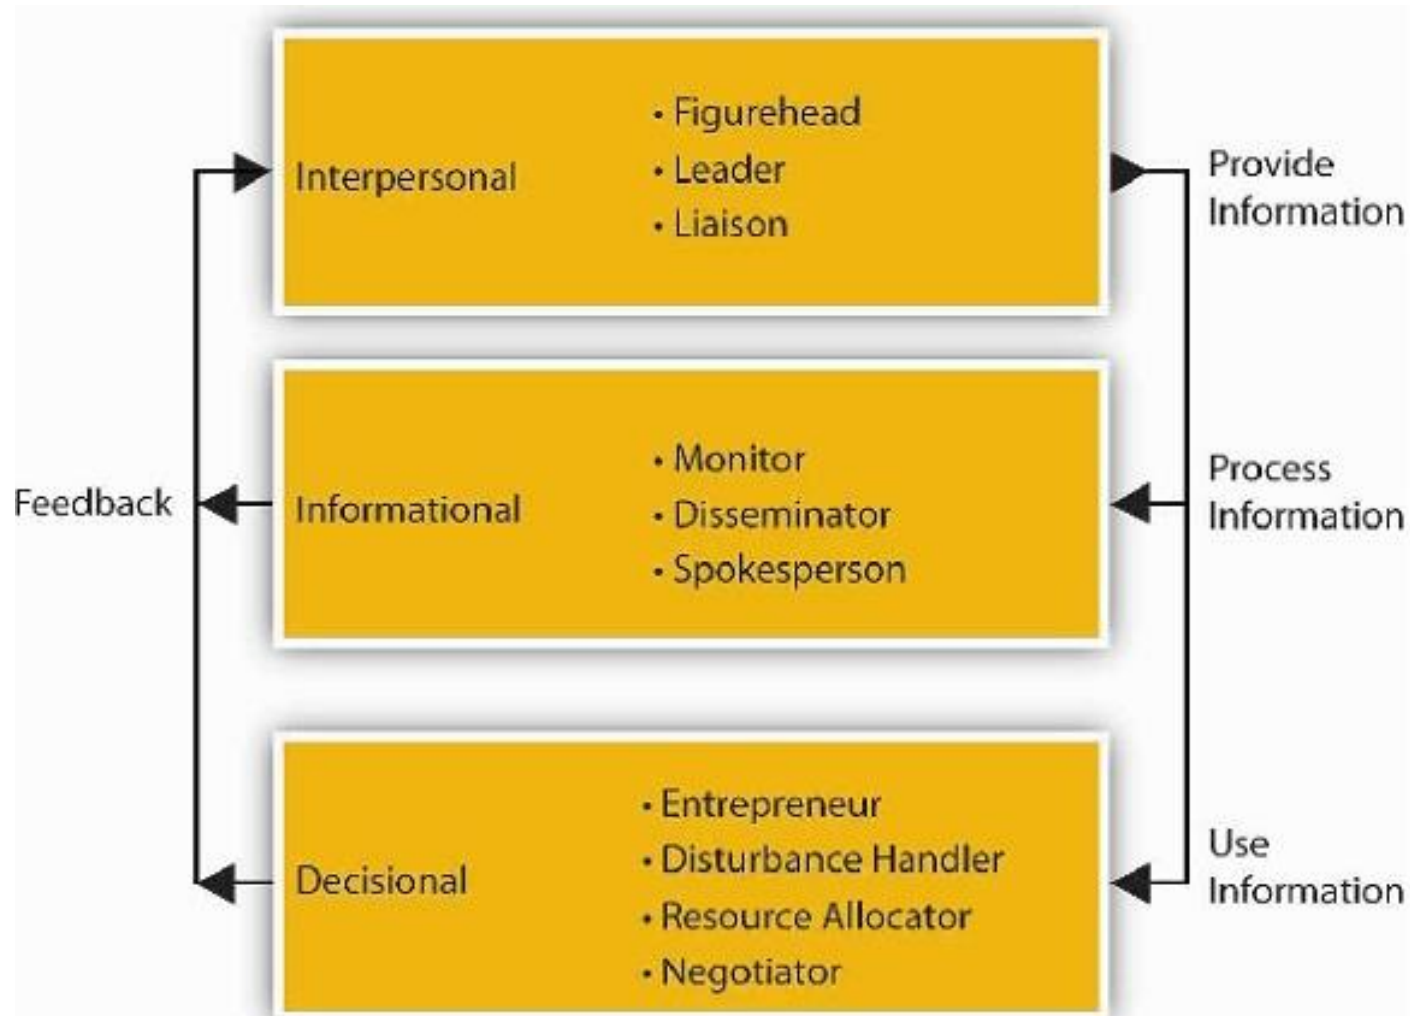 • Figurehead
Interpersonal
• Leader
• Liaison
Provide
Information
• Monitor
Feedback
Informational
• Disseminator
• Spokesperson
Process
Information
• Entrepreneur
Decisional
• Disturbance Handler
• Resource Allocator
• Negotiator
Use
Information